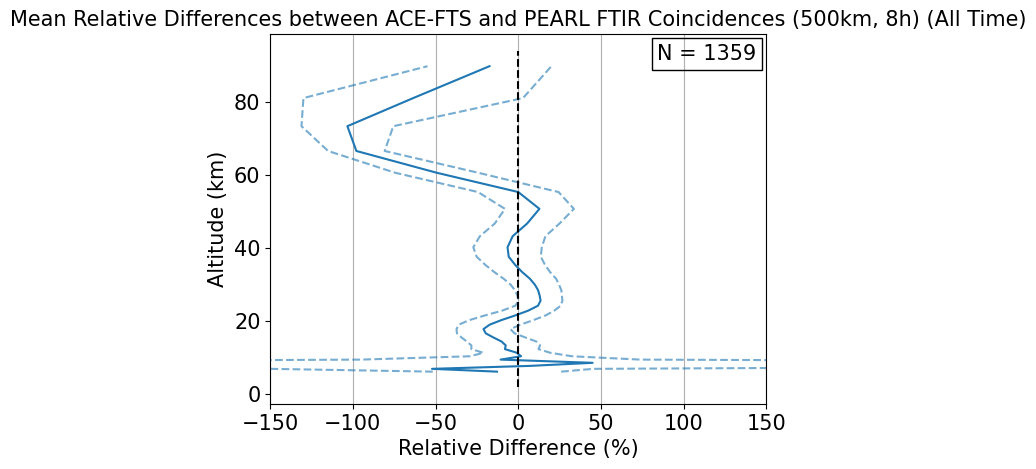 Mean Relative Differences between ACE-FTS and PEARL FTIR Coincidences (500km, 8h) (All Time)
N = 1359
80
60
40
20
0
Altitude (km)
−150 −100 −50 0 50 100 150
Relative Difference (%)